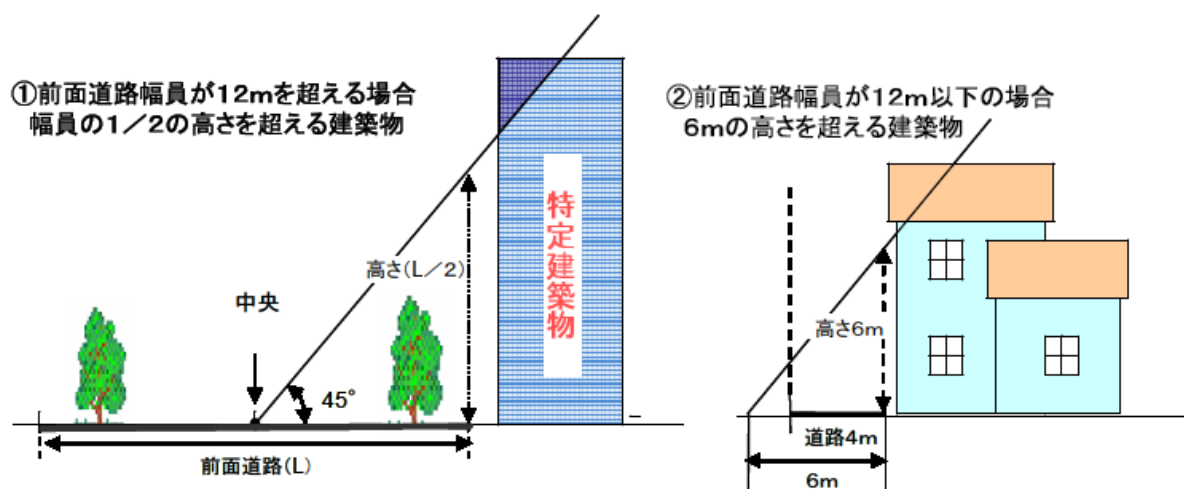 ①前面道路幅員が12mを超える場合
幅員の1/2の高さを超える建築物
特定建築物
高さ(L/2)
中央
45°
前面道路(L)
②前面道路幅員が12m以下の場合
6mの高さを超える建築物
高さ6m
道路4m
6m